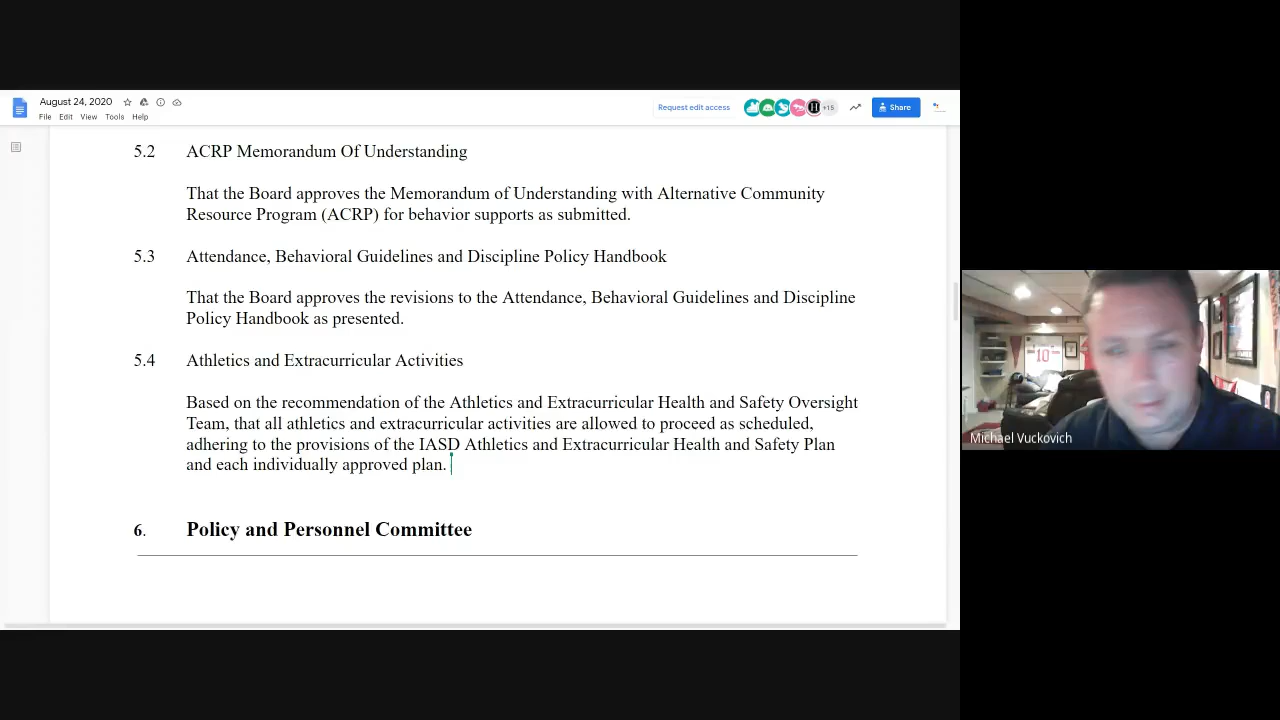 August 24, 2020
File Edit View Tools Help
Request edit access
+15
Share
5.2 ACRP Memorandum Of Understanding
That the Board approves the Memorandum of Understanding with Alternative Community
Resource Program (ACRP) for behavior supports as submitted.
5.3 Attendance, Behavioral Guidelines and Discipline Policy Handbook
That the Board approves the revisions to the Attendance, Behavioral Guidelines and Discipline
Policy Handbook as presented.
5.4 Athletics and Extracurricular Activities
Based on the recommendation of the Athletics and Extracurricular Health and Safety Oversight
Team, that all athletics and extracurricular activities are allowed to proceed as scheduled,
adhering to the provisions of the IASD Athletics and Extracurricular Health and Safety Plan
and each individually approved plan.
6. Policy and Personnel Committee
10
Michael Vuckovich